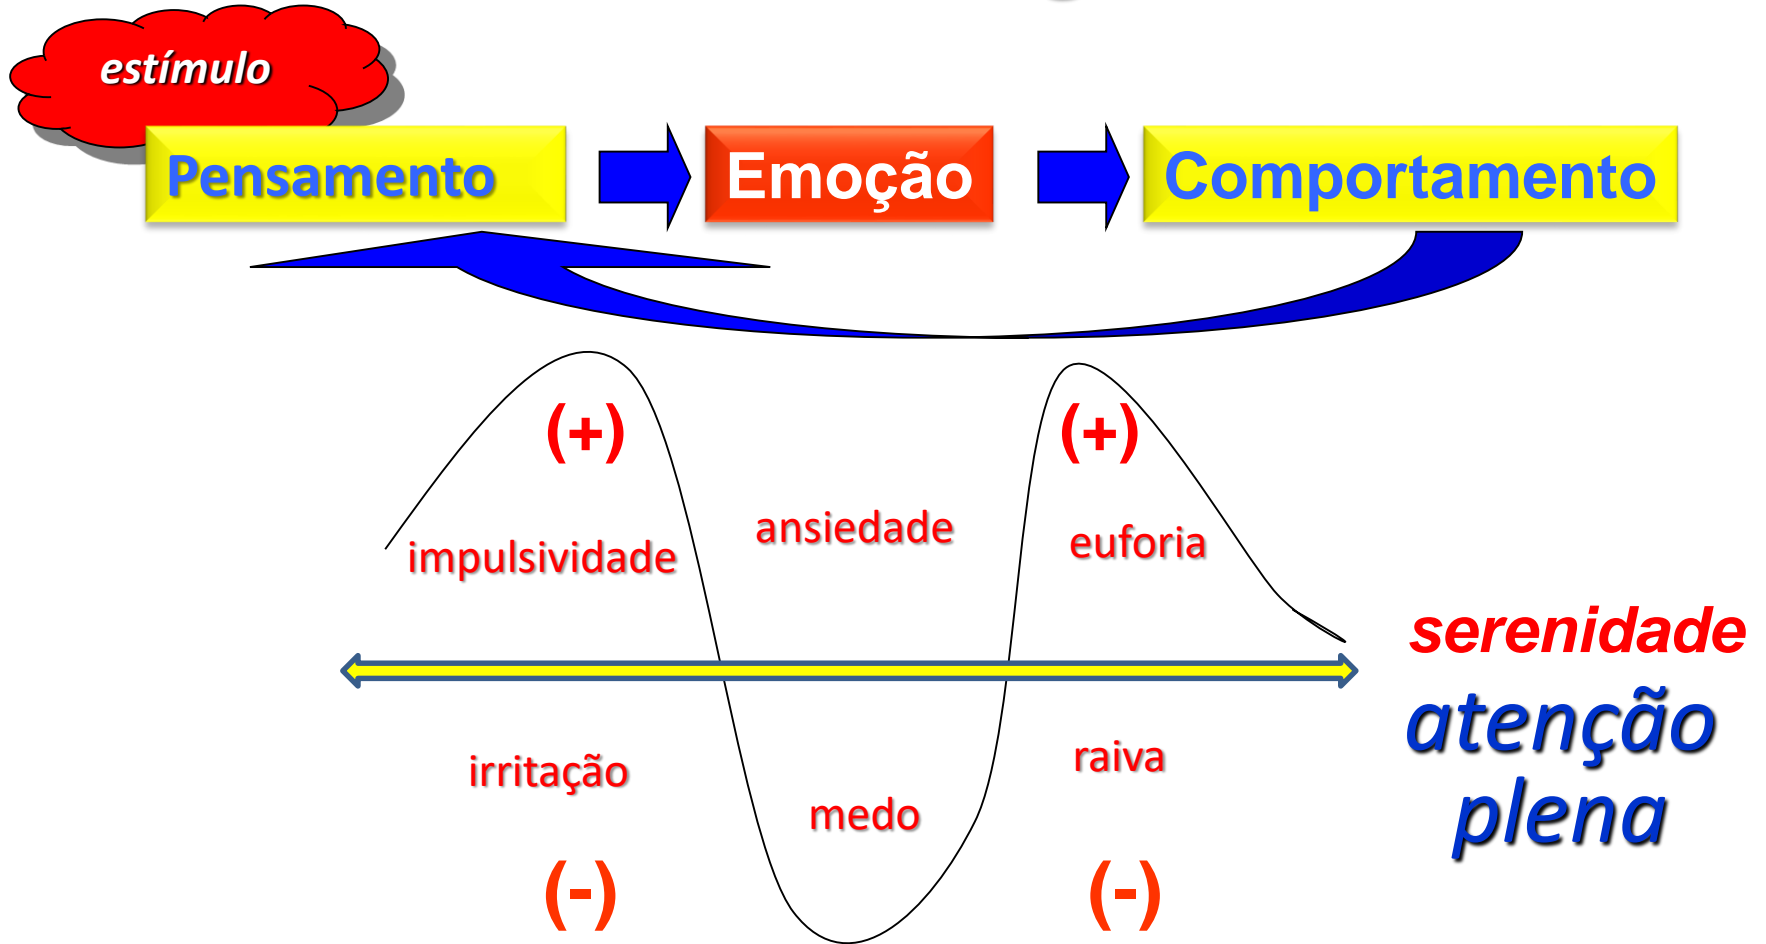 estímulo
Pensamento
Emoção
Comportamento
(+)
(+)
ansiedade
impulsividade
euforia
serenidade
atenção
plena
irritação
raiva
medo
(-)
(-)